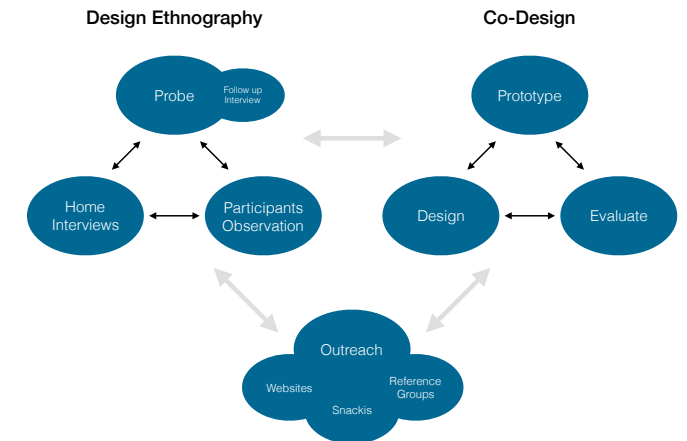 Design Ethnography
Co-Design
Probe
Follow up
Interview
Prototype
Home
Interviews
Participants
Observation
Design
Evaluate
Outreach
Websites
Reference
Groups
Snackis